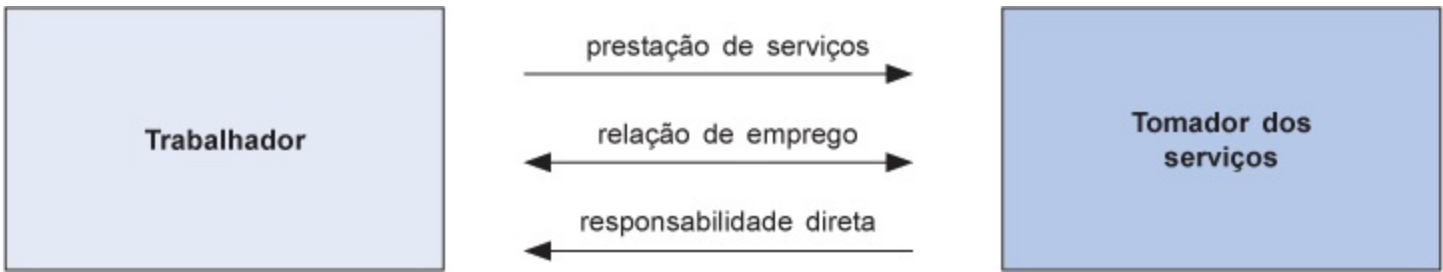 Trabalhador
prestação de serviços
relação de emprego
responsabilidade direta
Tomador dos
serviços